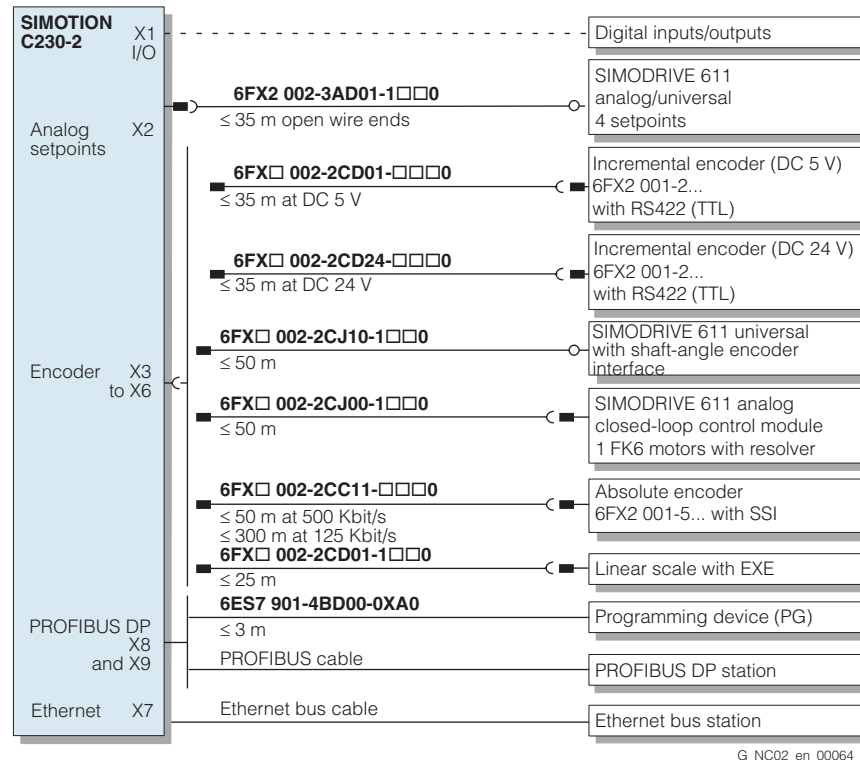 SIMOTION
C230-2
X1
I/O
Digital inputs/outputs
6FX2 002-3AD01-1□□0
≤ 35 m open wire ends
SIMODRIVE 611
analog/universal
4 setpoints
Analog X2
setpoints
6FX□ 002-2CD01-□□□0
≤ 35 m at DC 5 V
Incremental encoder (DC 5 V)
6FX2 001-2...
with RS422 (TTL)
6FX□ 002-2CD24-□□□0
≤ 35 m at DC 24 V
Incremental encoder (DC 24 V)
6FX2 001-2...
with RS422 (TTL)
6FX□ 002-2CJ10-1□□0
≤ 50 m
SIMODRIVE 611 universal
with shaft-angle encoder
interface
Encoder X3
to X6
6FX□ 002-2CJ00-1□□0
≤ 50 m
SIMODRIVE 611 analog
closed-loop control module
1 FK6 motors with resolver
6FX□ 002-2CC11-□□□0
≤ 50 m at 500 Kbit/s
≤ 300 m at 125 Kbit/s
Absolute encoder
6FX2 001-5... with SSI
6FX□ 002-2CD01-1□□0
≤ 25 m
Linear scale with EXE
6ES7 901-4BD00-0XA0
≤ 3 m
Programming device (PG)
PROFIBUS DP
X8
and X9
PROFIBUS cable
PROFIBUS DP station
Ethernet X7
Ethernet bus cable
Ethernet bus station
G_NC02_en_00064